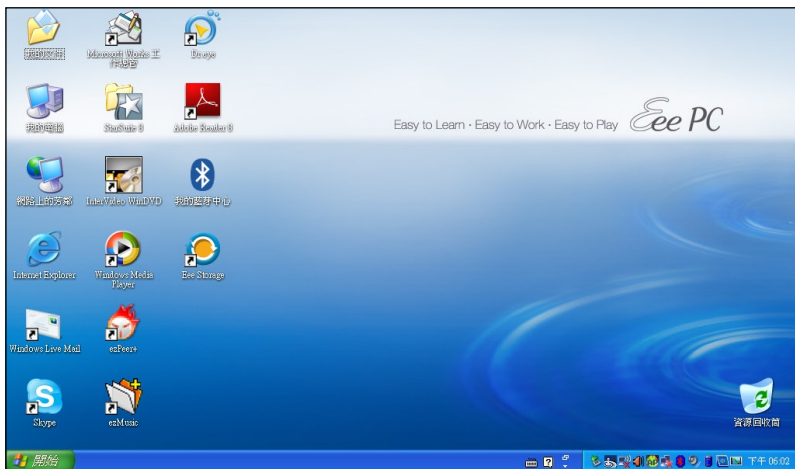 我的文件
Microsoft Works 工
作總管
Dr.eye
我的電腦
StarSuite 8
Adobe Reader 8
Easy to Learn · Easy to Work · Easy to Play
Eee PC
網路上的芳鄰
InterVideo WinDVD
我的藍芽中心
Internet Explorer
Windows Media
Player
Eee Storage
Windows Live Mail
ezPeer+
Skype
ezMusic
資源回收筒
開始
下午 06:02